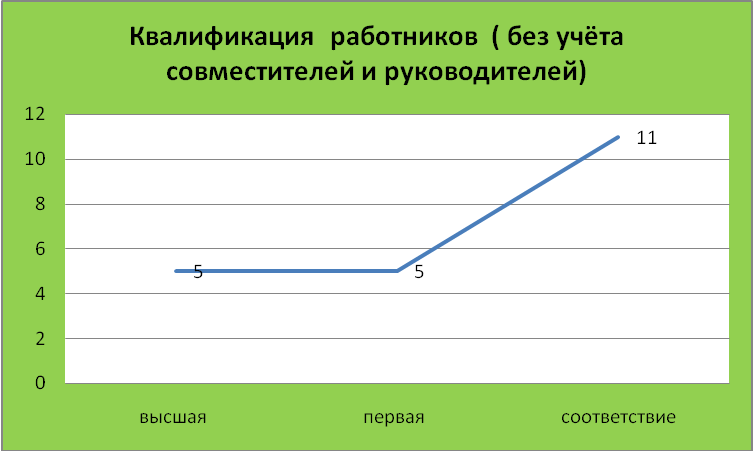 Квалификация работников ( без учёта
совместителей и руководителей)
12
10
8
6
4
2
0
5
5
11
высшая
первая
соответствие